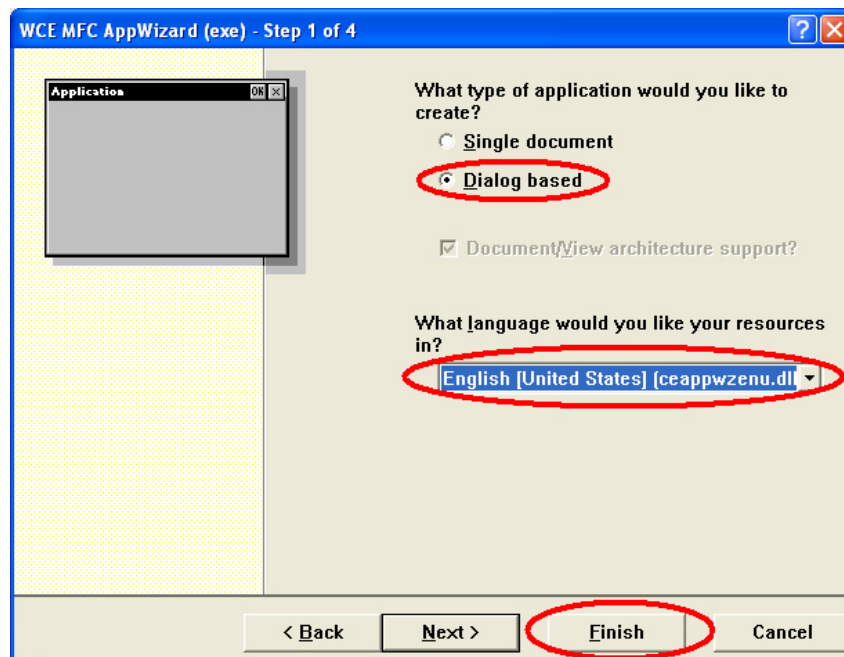 WCE MFC AppWizard (exe) - Step 1 of 4
Application OK
What type of application would you like to
create?
Single document
Dialog based
Document/View architecture support?
What language would you like your resources
in?
English [United States] (ceappwzenu.dll
< Back Next > Finish Cancel